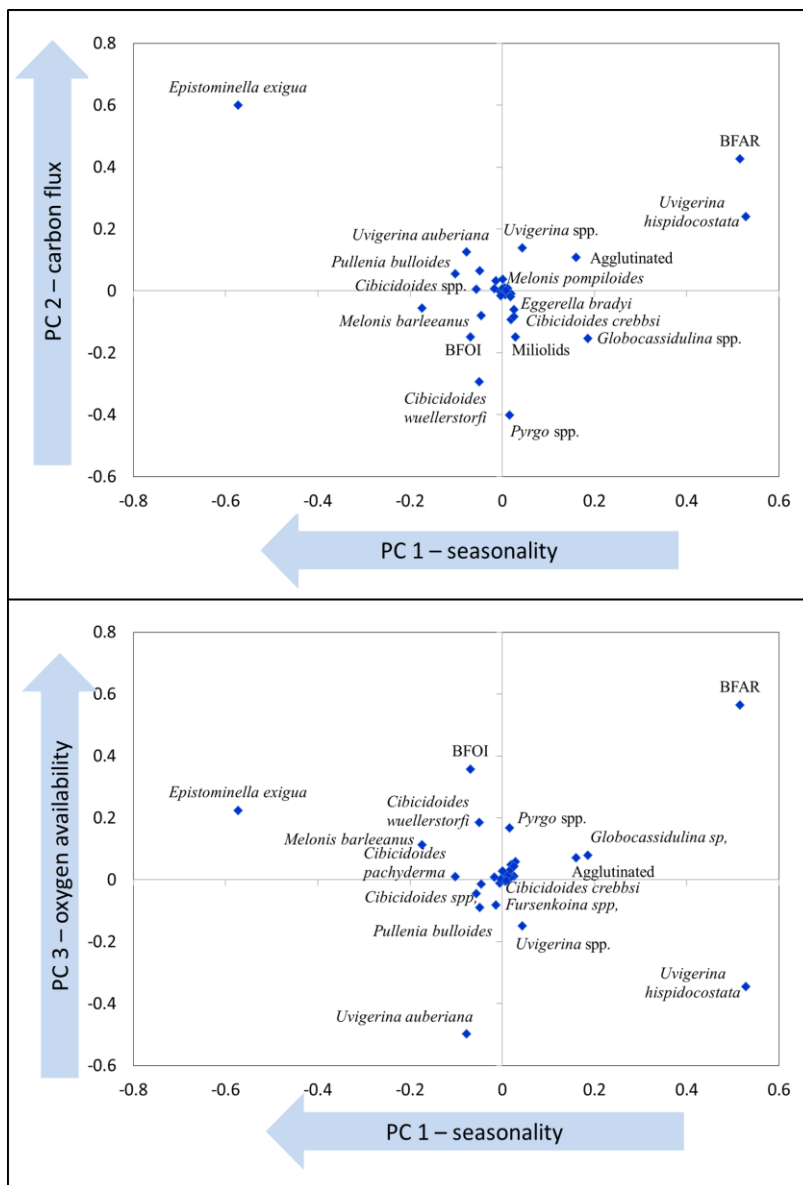 0.8
Epistominella exigua
0.6
BFAR
0.4
Uvigerina
hispidocostata
0.2
Uvigerina auberiana
Uvigerina spp.
Agglutinated
Pullenia bulloides
Melonis pompiloides
0
Cibicidoides spp.
Eggerella bradyi
Melonis barleeanus
Cibicidoides crebbsi
-0.2
BFOI
Miliolids
Globocassidulina spp.
Cibicidoides
wuellerstorfi
-0.4
Pyrgo spp.
-0.6
-0.8 -0.6 -0.4 -0.2 0 0.2 0.4 0.6
PC 2 – carbon flux
PC 1 – seasonality
0.8
BFAR
0.6
BFOI
0.4
Epistominella exigua
Cibicidoides
wuellerstorfi
0.2
Pyrgo spp.
Melonis barleeanus
Globocassidulina sp,
Cibicidoides
pachyderma
Agglutinated
0
Cibicidoides spp,
Cibicidoides crebbsi
Fursenkoina spp,
Pullenia bulloides
-0.2
Uvigerina spp.
Uvigerina
hispidocostata
-0.4
Uvigerina auberiana
-0.6
-0.8 -0.6 -0.4 -0.2 0 0.2 0.4 0.6
PC 3 – oxygen availability
PC 1 – seasonality